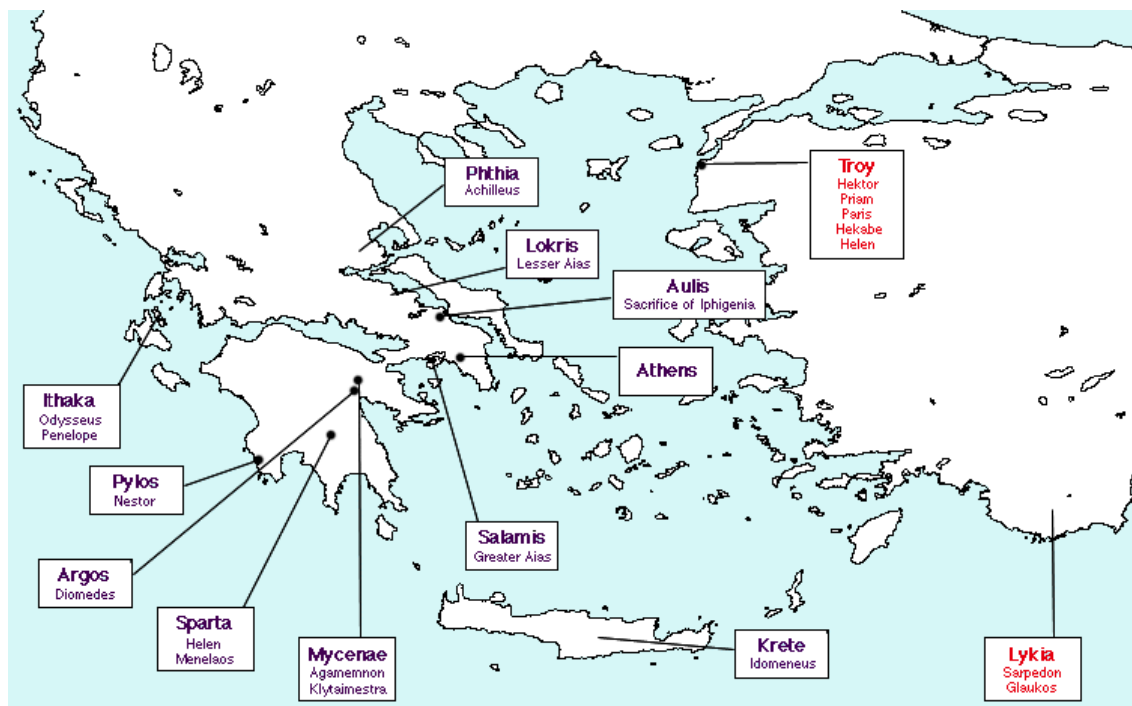 Phthia
Achilleus
Troy
Hektor
Priam
Paris
Hekabe
Helen
Lokris
Lesser Aias
Aulis
Sacrifice of Iphigenia
Athens
Ithaka
Odysseus
Penelope
Pylos
Nestor
Salamis
Greater Aias
Argos
Diomedes
Sparta
Helen
Menelaos
Mycenae
Agamemnon
Klytaimestra
Krete
Idomeneus
Lykia
Sarpedon
Glaukos